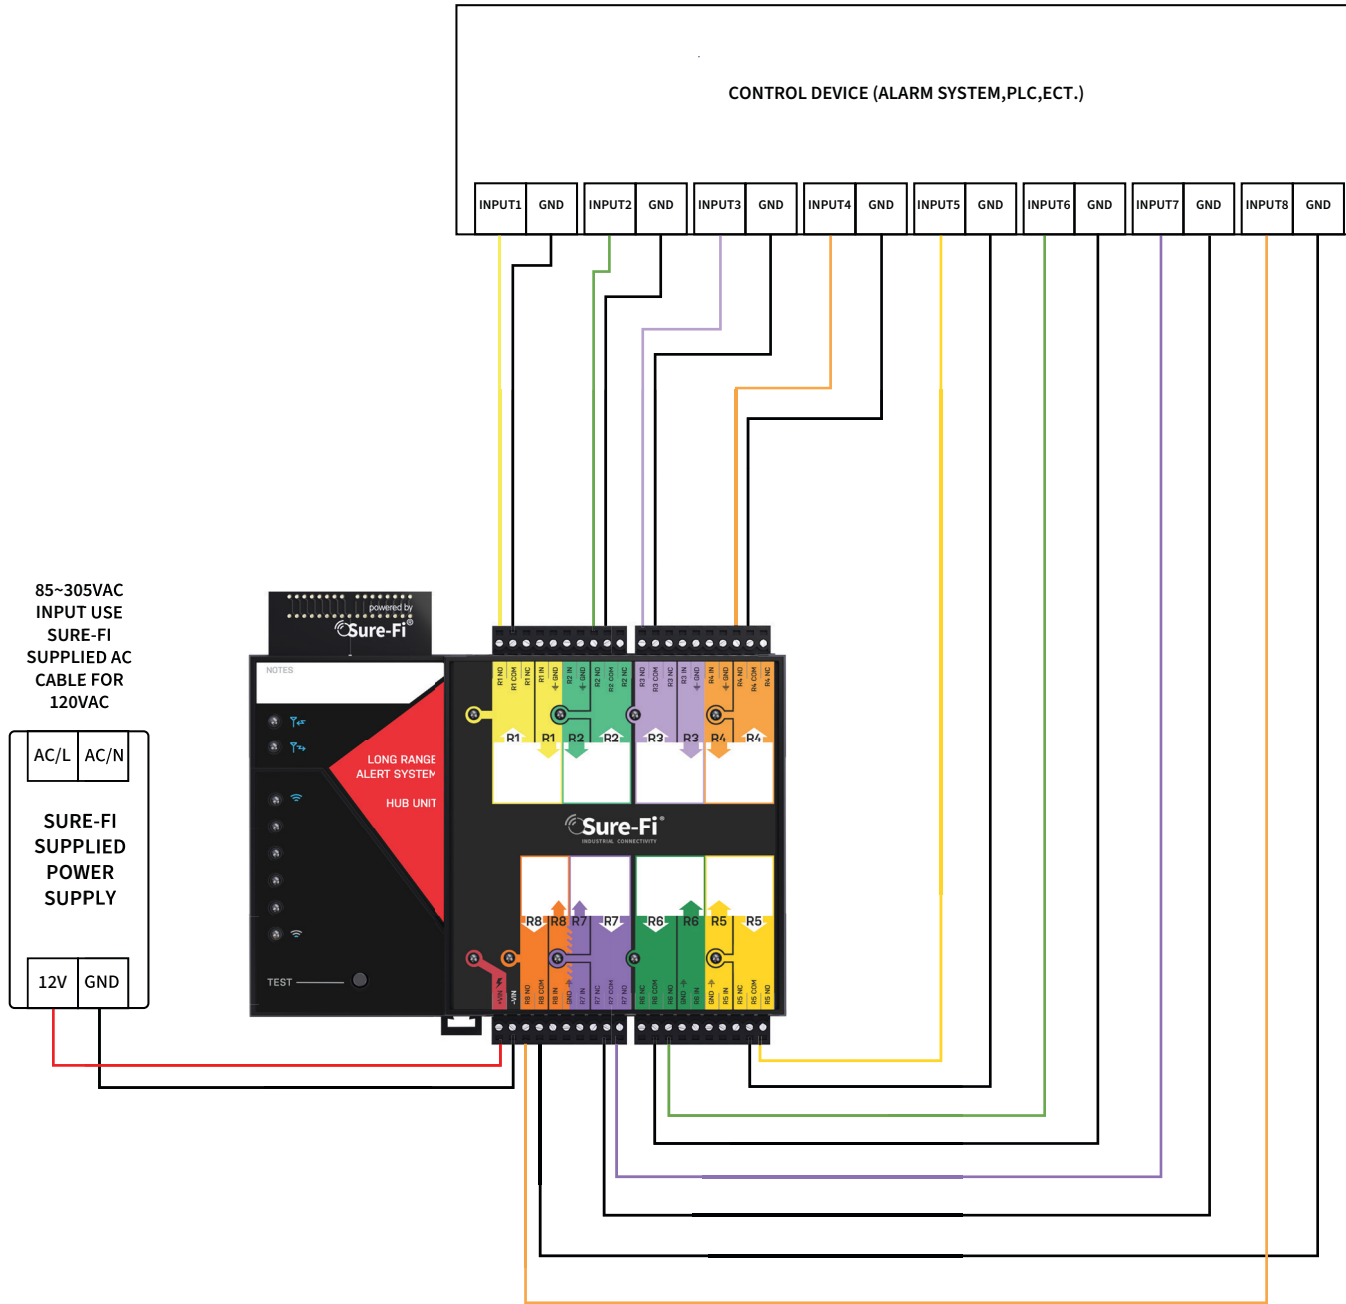 CONTROL DEVICE (ALARM SYSTEM,PLC,ECT.)
INPUT1 GND INPUT2 GND INPUT3 GND INPUT4 GND INPUT5 GND INPUT6 GND INPUT7 GND INPUT8 GND
85~305VAC
INPUT USE
SURE-FI
SUPPLIED AC
CABLE FOR
120VAC
AC/L AC/N
SURE-FI
SUPPLIED
POWER
SUPPLY
12V GND
powered by
Sure-Fi®
NOTES
LONG RANGE
ALERT SYSTEM
HUB UNIT
TEST
R1 NO R1 COM R1 NC R1 IN GND R2 IN GND R2 NO R2 COM R2 NC R3 NO R3 COM R3 NC R3 IN GND R4 IN GND R4 NO R4 COM R4 NC
R1 R1 R2 R2 R3 R3 R4 R4
Sure-Fi®
INDUSTRIAL CONNECTIVITY
R8 R8 R7 R7 R6 R6 R5 R5
+VIN -VIN R8 NO R8 COM R8 IN GND R7 IN R7 NC R7 COM R7 NO R6 NC R6 COM R6 NO GND R6 IN GND R5 IN R5 NC R5 COM R5 NO